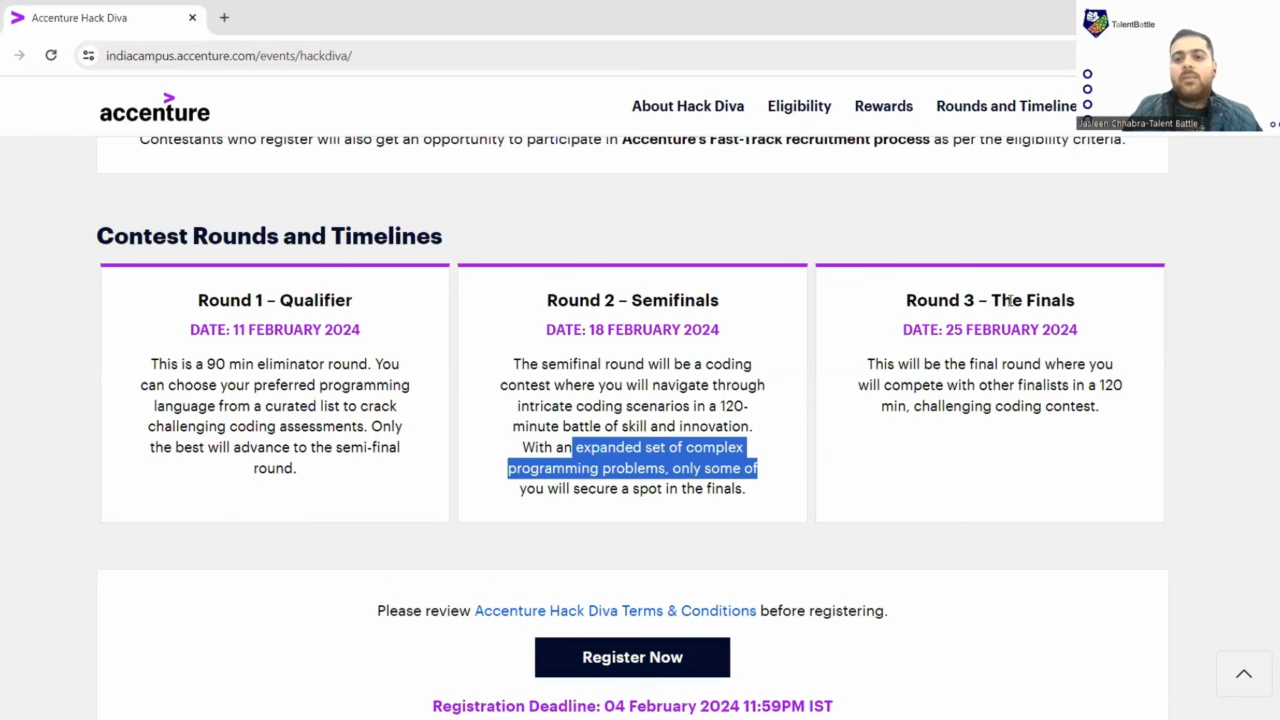 Accenture Hack Diva
indiacampus.accenture.com/events/hackdiva/
TalentBattle
Jasleen Chhabra-Talent Battle
accenture
About Hack Diva
Eligibility
Rewards
Rounds and Timeline
Contestants who register will also get an opportunity to participate in Accenture's Fast-Track recruitment process as per the eligibility criteria.
Contest Rounds and Timelines
Round 1 – Qualifier
DATE: 11 FEBRUARY 2024
This is a 90 min eliminator round. You
can choose your preferred programming
language from a curated list to crack
challenging coding assessments. Only
the best will advance to the semi-final
round.
Round 2 – Semifinals
DATE: 18 FEBRUARY 2024
The semifinal round will be a coding
contest where you will navigate through
intricate coding scenarios in a 120-
minute battle of skill and innovation.
With an expanded set of complex
programming problems, only some of
you will secure a spot in the finals.
Round 3 – The Finals
DATE: 25 FEBRUARY 2024
This will be the final round where you
will compete with other finalists in a 120
min, challenging coding contest.
Please review Accenture Hack Diva Terms & Conditions before registering.
Register Now
Registration Deadline: 04 February 2024 11:59PM IST